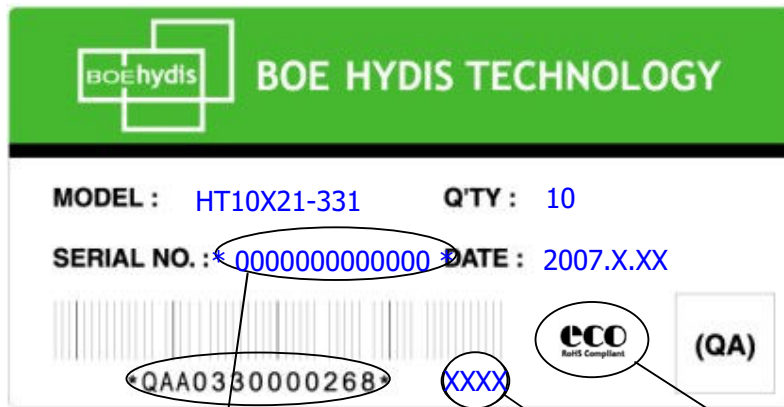 BOEhydis BOE HYDIS TECHNOLOGY
MODEL : HT10X21-331 Q'TY : 10
SERIAL NO. : * 0000000000000 * DATE : 2007.X.XX
eco
RoHS Compliant
(QA)
*QAA0330000268* XXXX